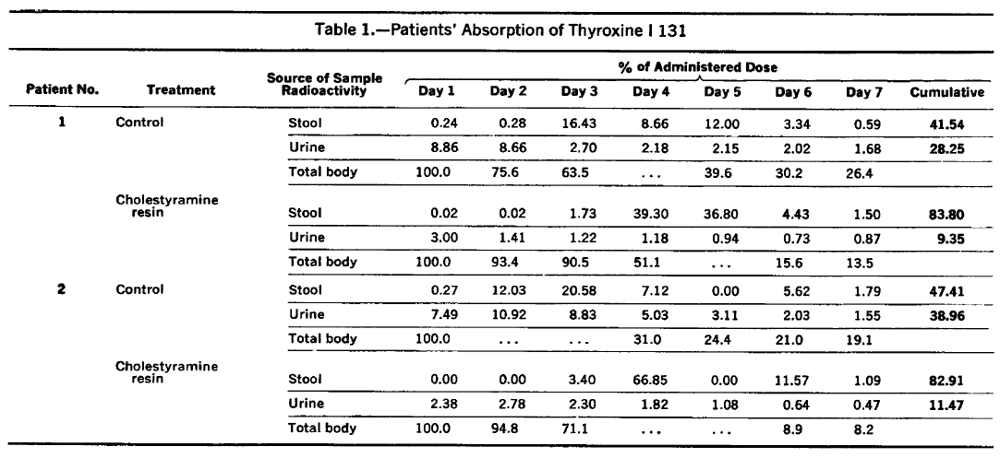 Table 1.—Patients' Absorption of Thyroxine I 131
% of Administered Dose
Patient No. Treatment Source of Sample Radioactivity Day 1 Day 2 Day 3 Day 4 Day 5 Day 6 Day 7 Cumulative
1 Control Stool 0.24 0.28 16.43 8.66 12.00 3.34 0.59 41.54
Urine 8.86 8.66 2.70 2.18 2.15 2.02 1.68 28.25
Total body 100.0 75.6 63.5 ... 39.6 30.2 26.4
Cholestyramine
resin Stool 0.02 0.02 1.73 39.30 36.80 4.43 1.50 83.80
Urine 3.00 1.41 1.22 1.18 0.94 0.73 0.87 9.35
Total body 100.0 93.4 90.5 51.1 ... 15.6 13.5
2 Control Stool 0.27 12.03 20.58 7.12 0.00 5.62 1.79 47.41
Urine 7.49 10.92 8.83 5.03 3.11 2.03 1.55 38.96
Total body 100.0 ... ... 31.0 24.4 21.0 19.1
Cholestyramine
resin Stool 0.00 0.00 3.40 66.85 0.00 11.57 1.09 82.91
Urine 2.38 2.78 2.30 1.82 1.08 0.64 0.47 11.47
Total body 100.0 94.8 71.1 ... ... 8.9 8.2